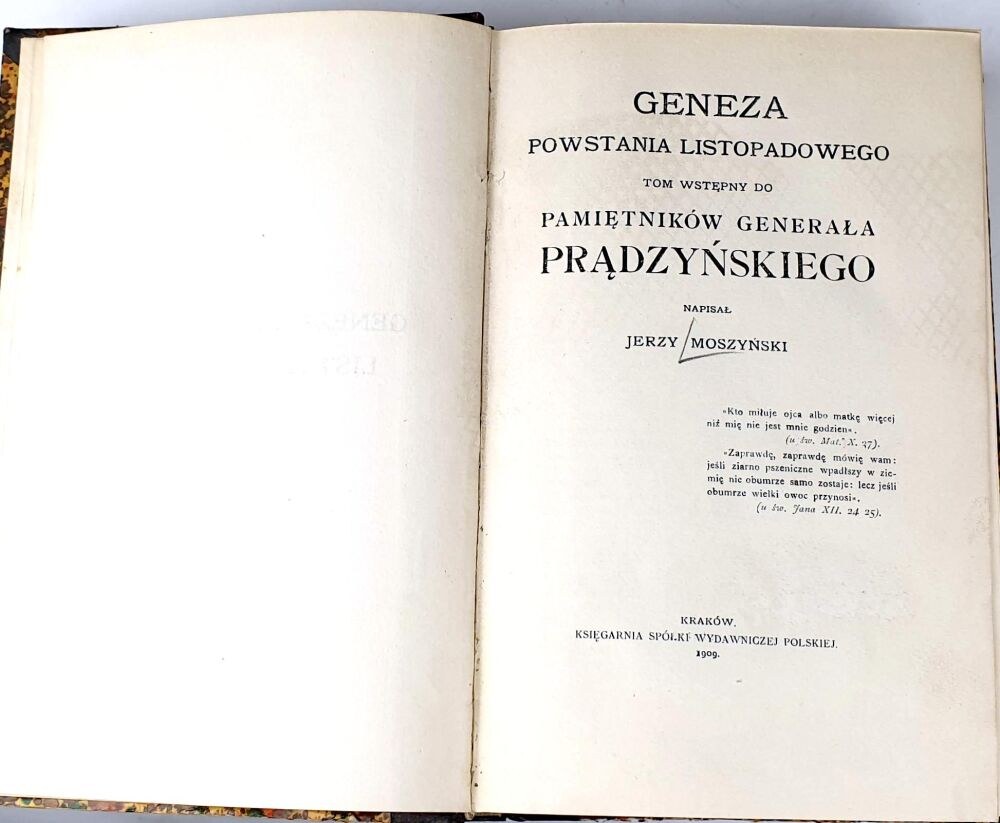 GENEZA
POWSTANIA LISTOPADOWEGO
TOM WSTĘPNY DO
PAMIĘTNIKÓW GENERAŁA
PRĄDZYŃSKIEGO
NAPISAŁ
JERZY MOSZYŃSKI
»Kto miłuje ojca albo matkę więcej
niż mię nie jest mnie godzien«.
(u św. Mat. X. 37).
»Zaprawdę, zaprawdę mówię wam:
jeśli ziarno pszeniczne wpadłszy w zie-
mię nie obumrze samo zostaje: lecz jeśli
obumrze wielki owoc przynosi«.
(u św. Jana XII. 24 25).
KRAKÓW.
KSIĘGARNIA SPÓŁKI WYDAWNICZEJ POLSKIEJ.
1909.